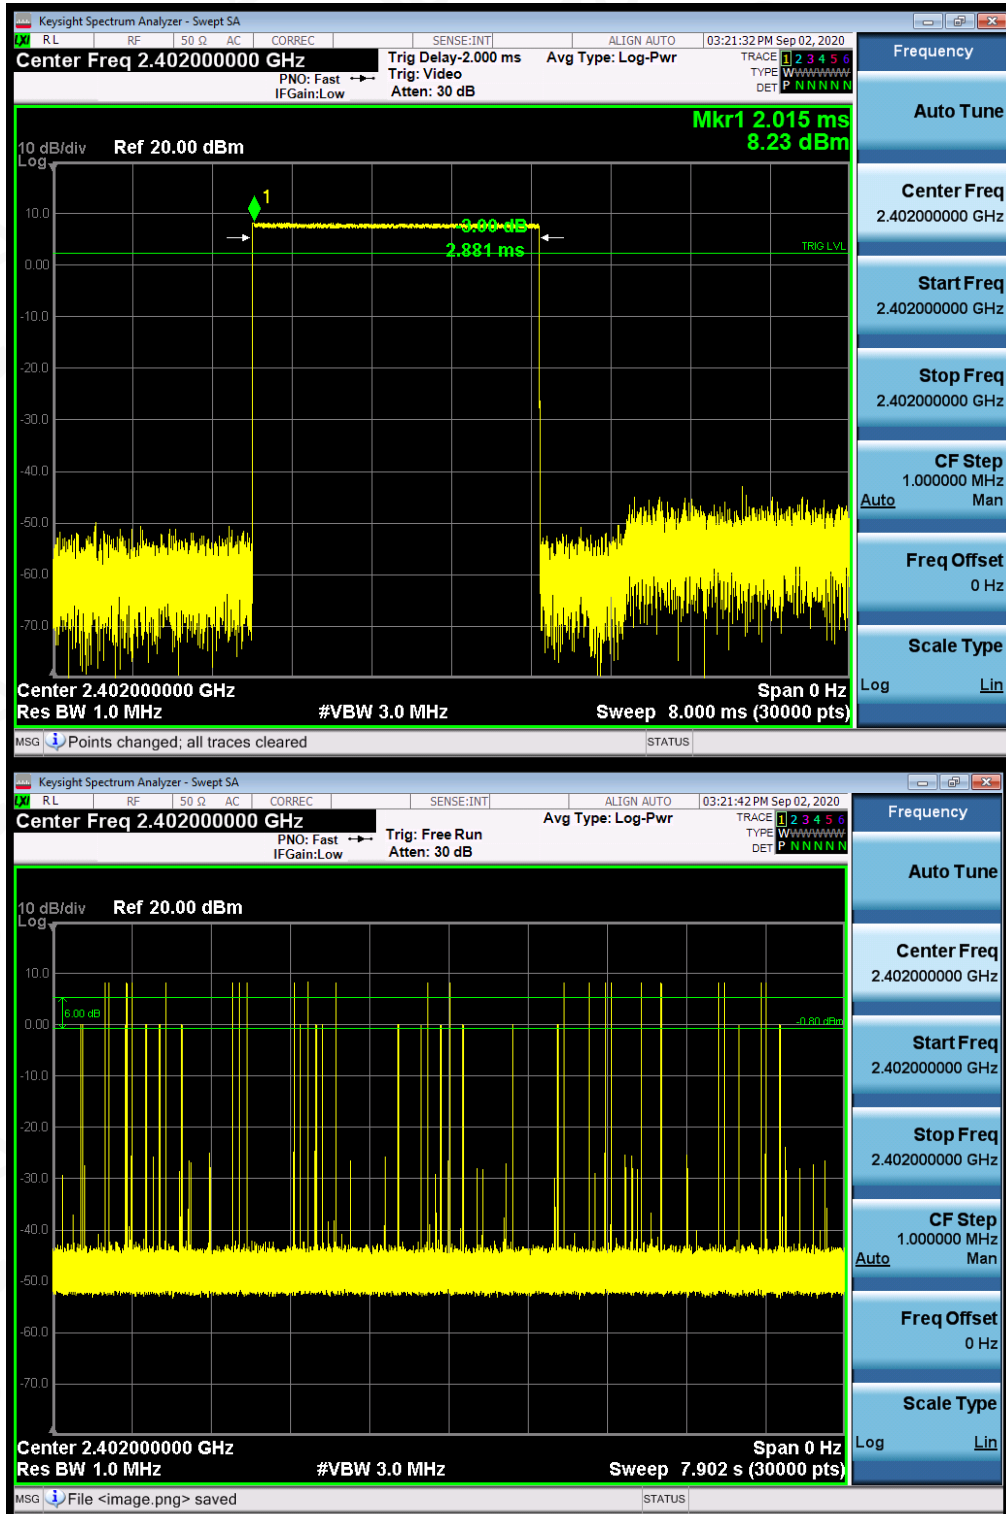 Keysight Spectrum Analyzer - Swept SA
LXI RL RF 50 Ω AC CORREC SENSE:INT ALIGN AUTO 03:21:32 PM Sep 02, 2020
Center Freq 2.402000000 GHz
PNO: Fast
IFGain:Low
Trig Delay-2.000 ms
Trig: Video
Atten: 30 dB
Avg Type: Log-Pwr
TRACE 1 2 3 4 5 6
TYPE WWWWWW
DET P N N N N N
Mkr1 2.015 ms
8.23 dBm
10 dB/div Ref 20.00 dBm
Log
1
10.0
-3.00 dB
2.881 ms
TRIG LVL
0.00
-10.0
-20.0
-30.0
-40.0
-50.0
-60.0
-70.0
Center 2.402000000 GHz
Span 0 Hz
Res BW 1.0 MHz
#VBW 3.0 MHz
Sweep 8.000 ms (30000 pts)
MSG Points changed; all traces cleared
STATUS
Frequency
Auto Tune
Center Freq
2.402000000 GHz
Start Freq
2.402000000 GHz
Stop Freq
2.402000000 GHz
CF Step
1.000000 MHz
Auto Man
Freq Offset
0 Hz
Scale Type
Log Lin
Keysight Spectrum Analyzer - Swept SA
LXI RL RF 50 Ω AC CORREC SENSE:INT ALIGN AUTO 03:21:42 PM Sep 02, 2020
Center Freq 2.402000000 GHz
PNO: Fast
IFGain:Low
Trig: Free Run
Atten: 30 dB
Avg Type: Log-Pwr
TRACE 1 2 3 4 5 6
TYPE WWWWWW
DET P N N N N N
10 dB/div Ref 20.00 dBm
Log
10.0
6.00 dB
0.00
-0.80 dBm
-10.0
-20.0
-30.0
-40.0
-50.0
-60.0
-70.0
Center 2.402000000 GHz
Span 0 Hz
Res BW 1.0 MHz
#VBW 3.0 MHz
Sweep 7.902 s (30000 pts)
MSG File <image.png> saved
STATUS
Frequency
Auto Tune
Center Freq
2.402000000 GHz
Start Freq
2.402000000 GHz
Stop Freq
2.402000000 GHz
CF Step
1.000000 MHz
Auto Man
Freq Offset
0 Hz
Scale Type
Log Lin